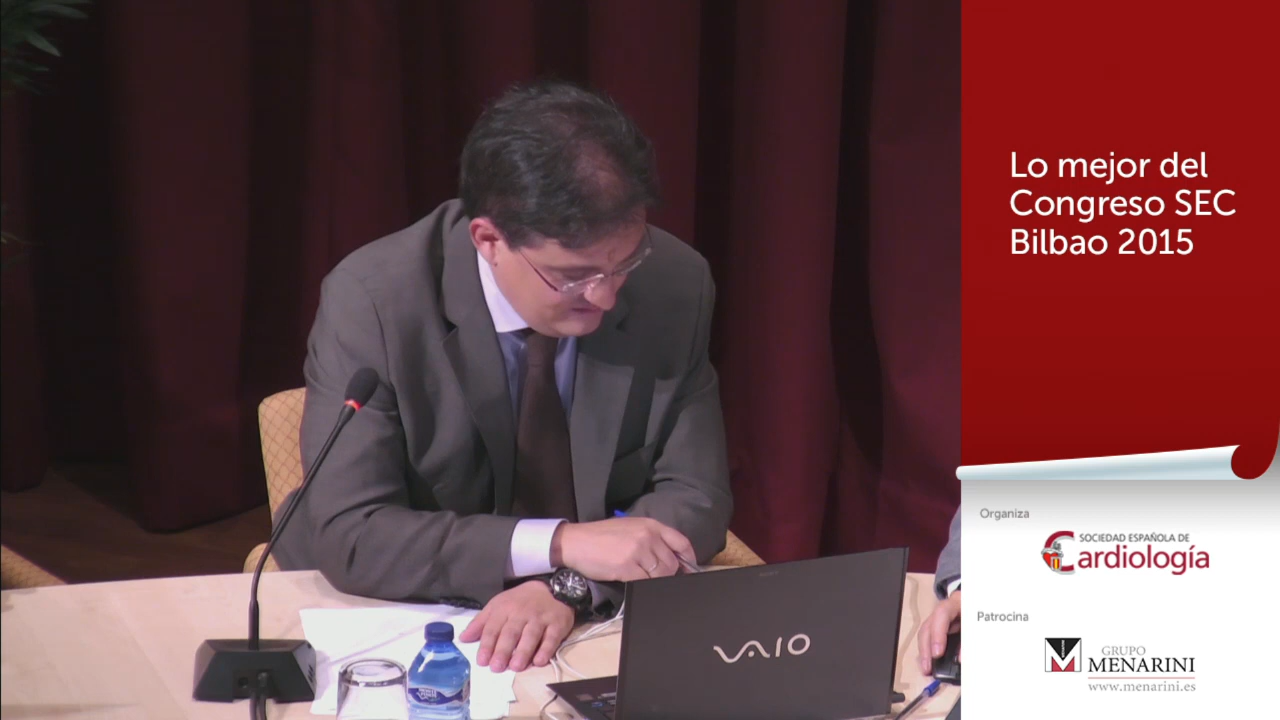 Lo mejor del
Congreso SEC
Bilbao 2015
Organiza
SOCIEDAD ESPAÑOLA DE
Cardiología
Patrocina
GRUPO
MENARINI
www.menarini.es
VAIO